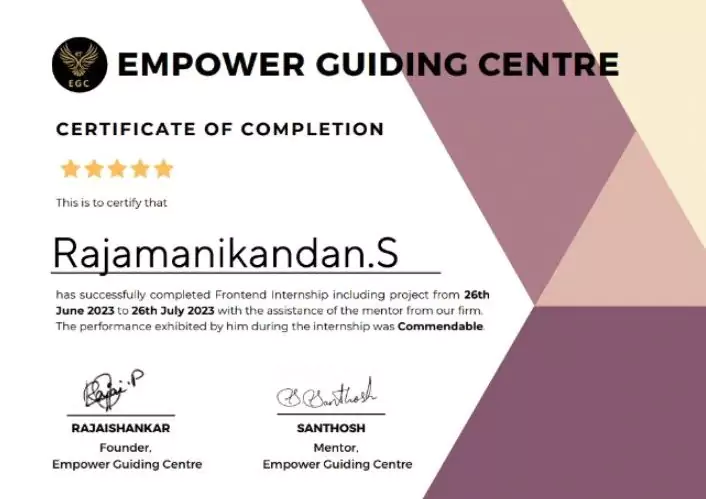 EGC
EMPOWER GUIDING CENTRE
CERTIFICATE OF COMPLETION
This is to certify that
Rajamanikandan.S
has successfully completed Frontend Internship including project from 26th
June 2023 to 26th July 2023 with the assistance of the mentor from our firm.
The performance exhibited by him during the internship was Commendable.
Rajai.P
S Santhosh
RAJAISHANKAR
SANTHOSH
Founder,
Mentor,
Empower Guiding Centre
Empower Guiding Centre